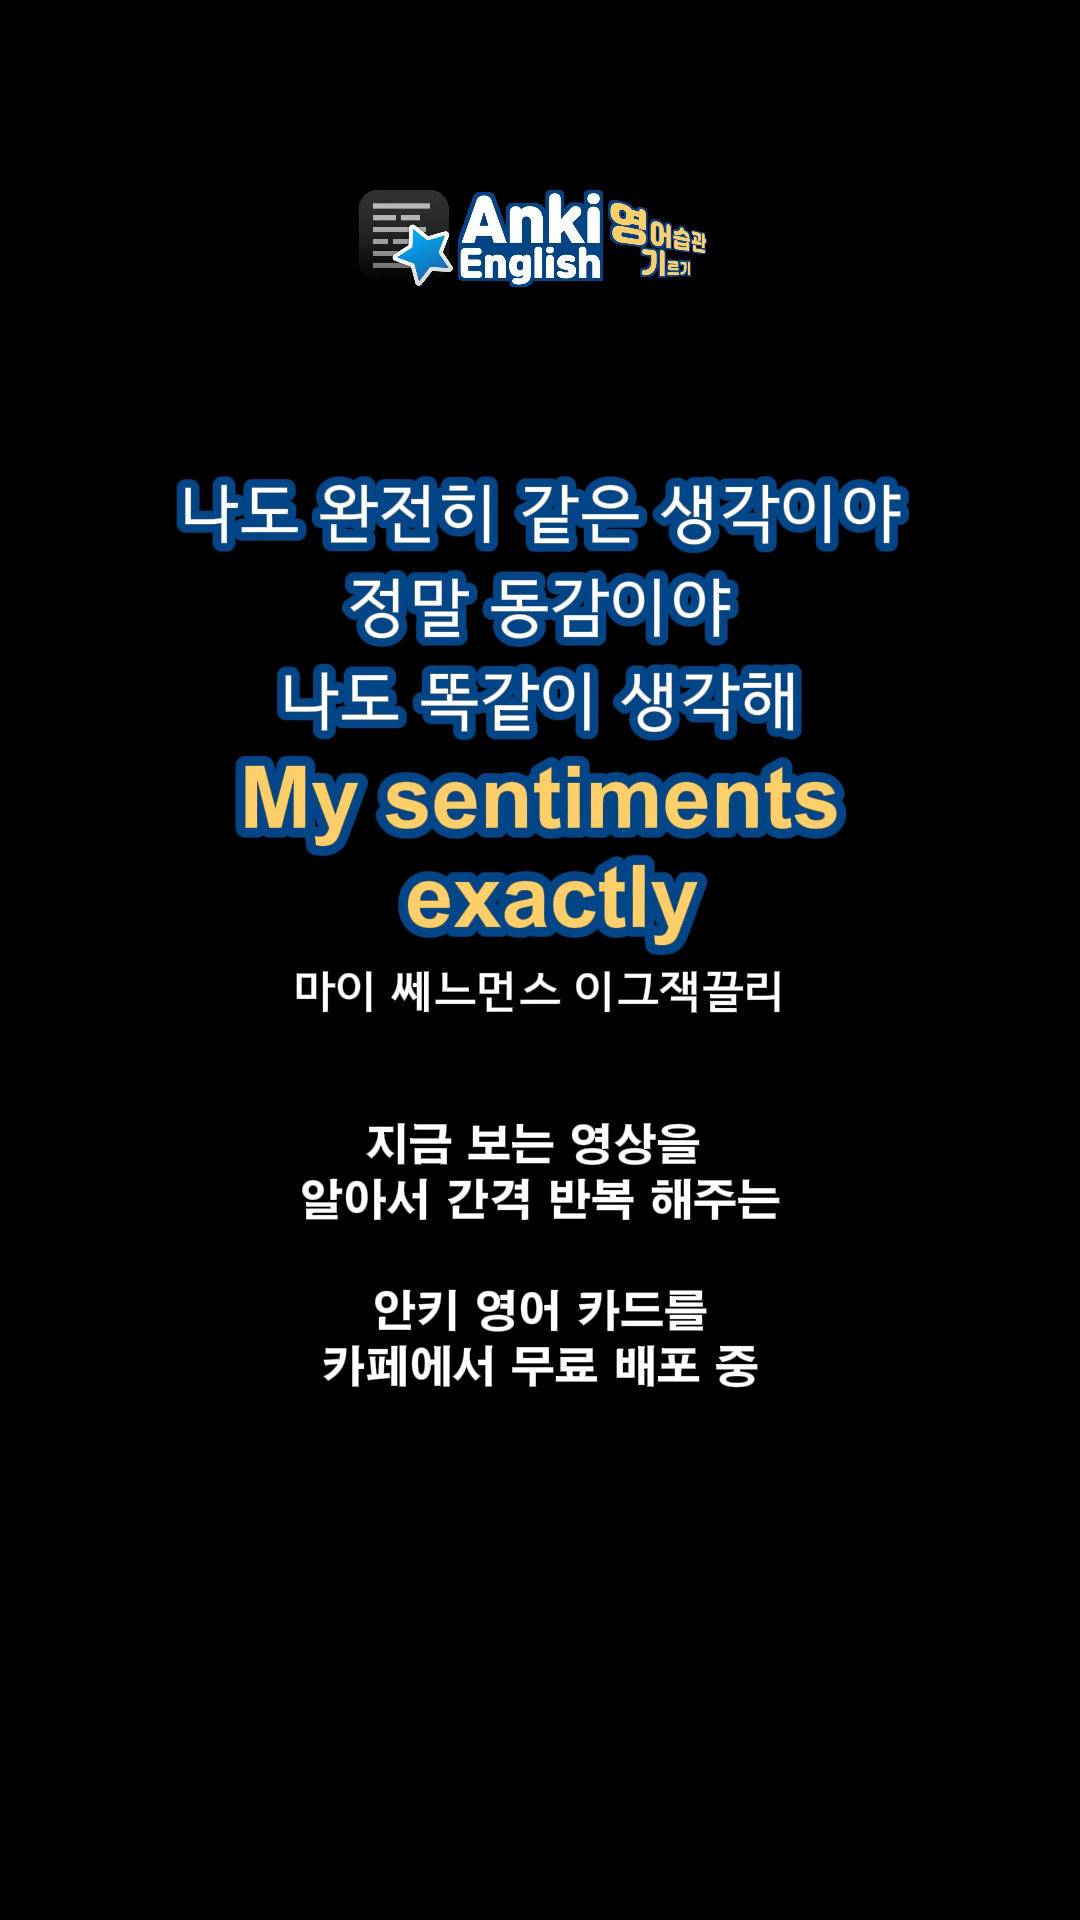 Anki 영어습관
English 기르기
나도 완전히 같은 생각이야
정말 동감이야
나도 똑같이 생각해
My sentiments
exactly
마이 쎄느먼스 이그잭끌리
지금 보는 영상을
알아서 간격 반복 해주는
안키 영어 카드를
카페에서 무료 배포 중